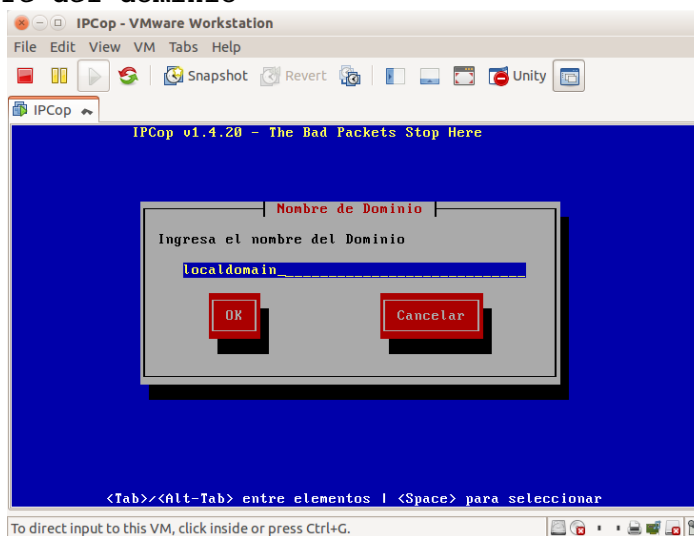 del dominio
IPCop - VMware Workstation
File Edit View VM Tabs Help
Snapshot Revert Unity
IPCop
IPCop v1.4.20 - The Bad Packets Stop Here
Nombre de Dominio
Ingresa el nombre del Dominio
localdomain_
OK Cancelar
<Tab>/<Alt-Tab> entre elementos | <Space> para seleccionar
To direct input to this VM, click inside or press Ctrl+G.